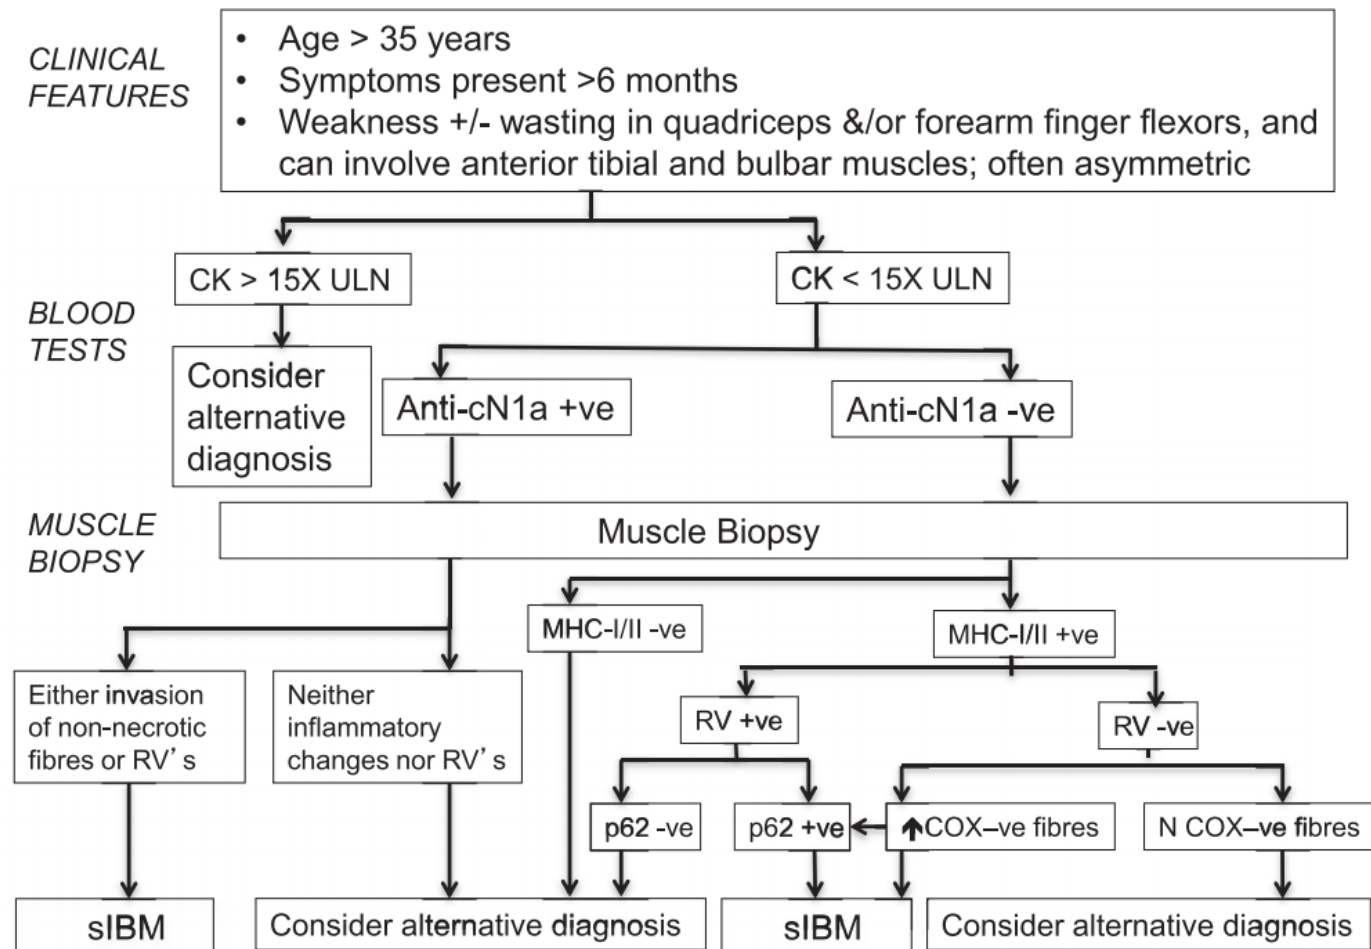 CLINICAL
FEATURES
• Age > 35 years
• Symptoms present >6 months
• Weakness +/- wasting in quadriceps &/or forearm finger flexors, and
can involve anterior tibial and bulbar muscles; often asymmetric
BLOOD
TESTS
CK > 15X ULN
CK < 15X ULN
Consider
alternative
diagnosis
Anti-cN1a +ve
Anti-cN1a -ve
MUSCLE
BIOPSY
Muscle Biopsy
MHC-I/II -ve
MHC-I/II +ve
Either invasion
of non-necrotic
fibres or RV's
Neither
inflammatory
changes nor RV's
RV +ve
RV -ve
p62 -ve
p62 +ve
↑COX–ve fibres
N COX–ve fibres
sIBM
Consider alternative diagnosis
sIBM
Consider alternative diagnosis